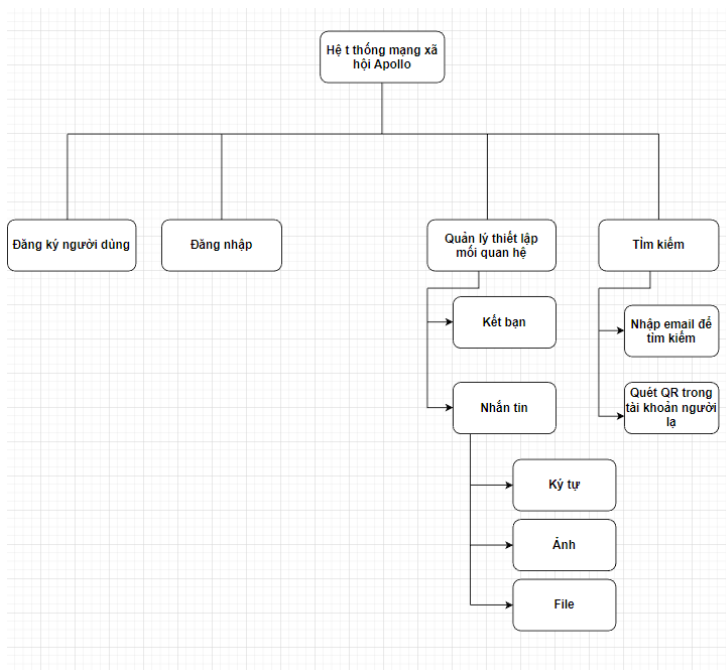 Hệ t thống mạng xã
hội Apollo
Đăng ký người dùng
Đăng nhập
Quản lý thiết lập
mối quan hệ
Tìm kiếm
Kết bạn
Nhập email để
tìm kiếm
Nhắn tin
Quét QR trong
tài khoản người
lạ
Ký tự
Ảnh
File